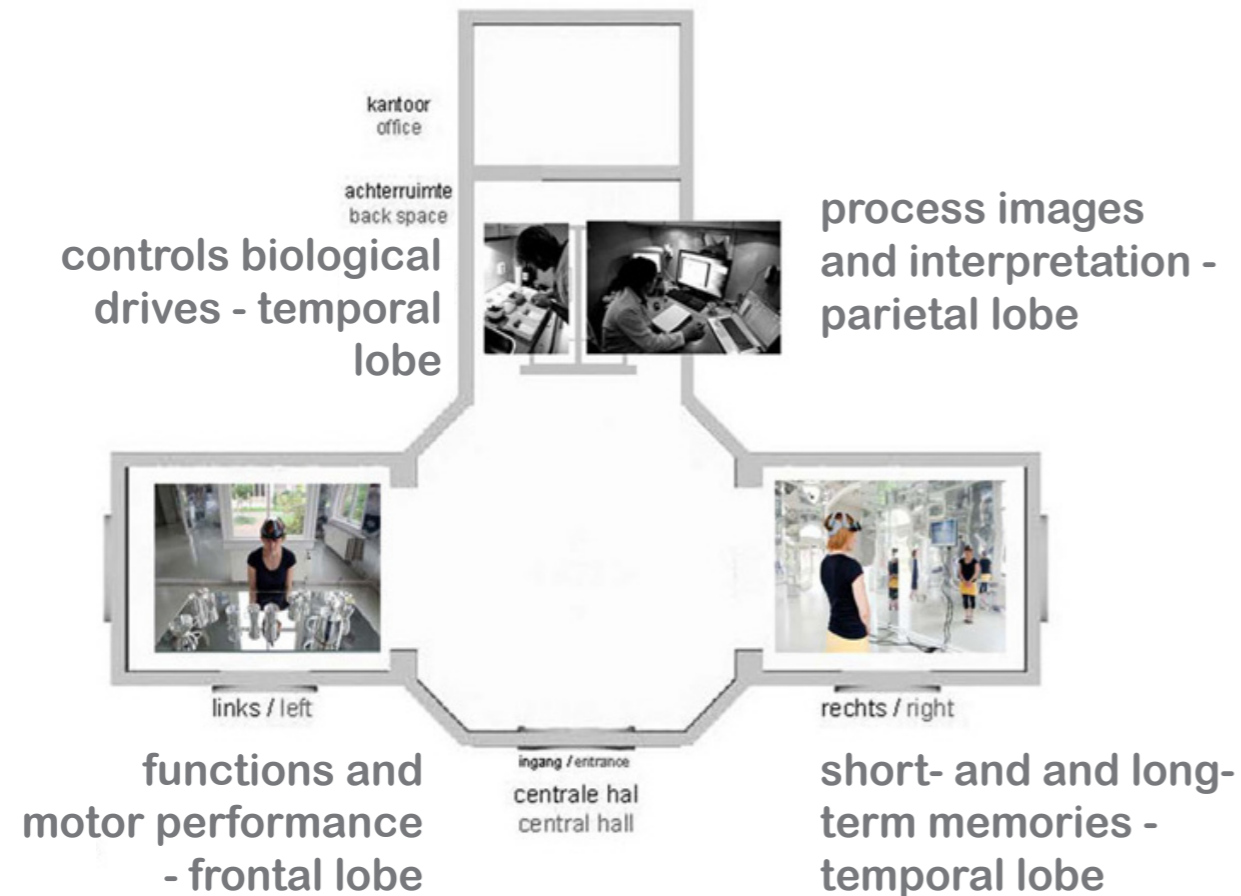 kantoor
office
achterruimte
back space
controls biological
drives - temporal
lobe
process images
and interpretation -
parietal lobe
links / left
rechts / right
ingang / entrance
centrale hal
central hall
functions and
motor performance
- frontal lobe
short- and and long-
term memories -
temporal lobe